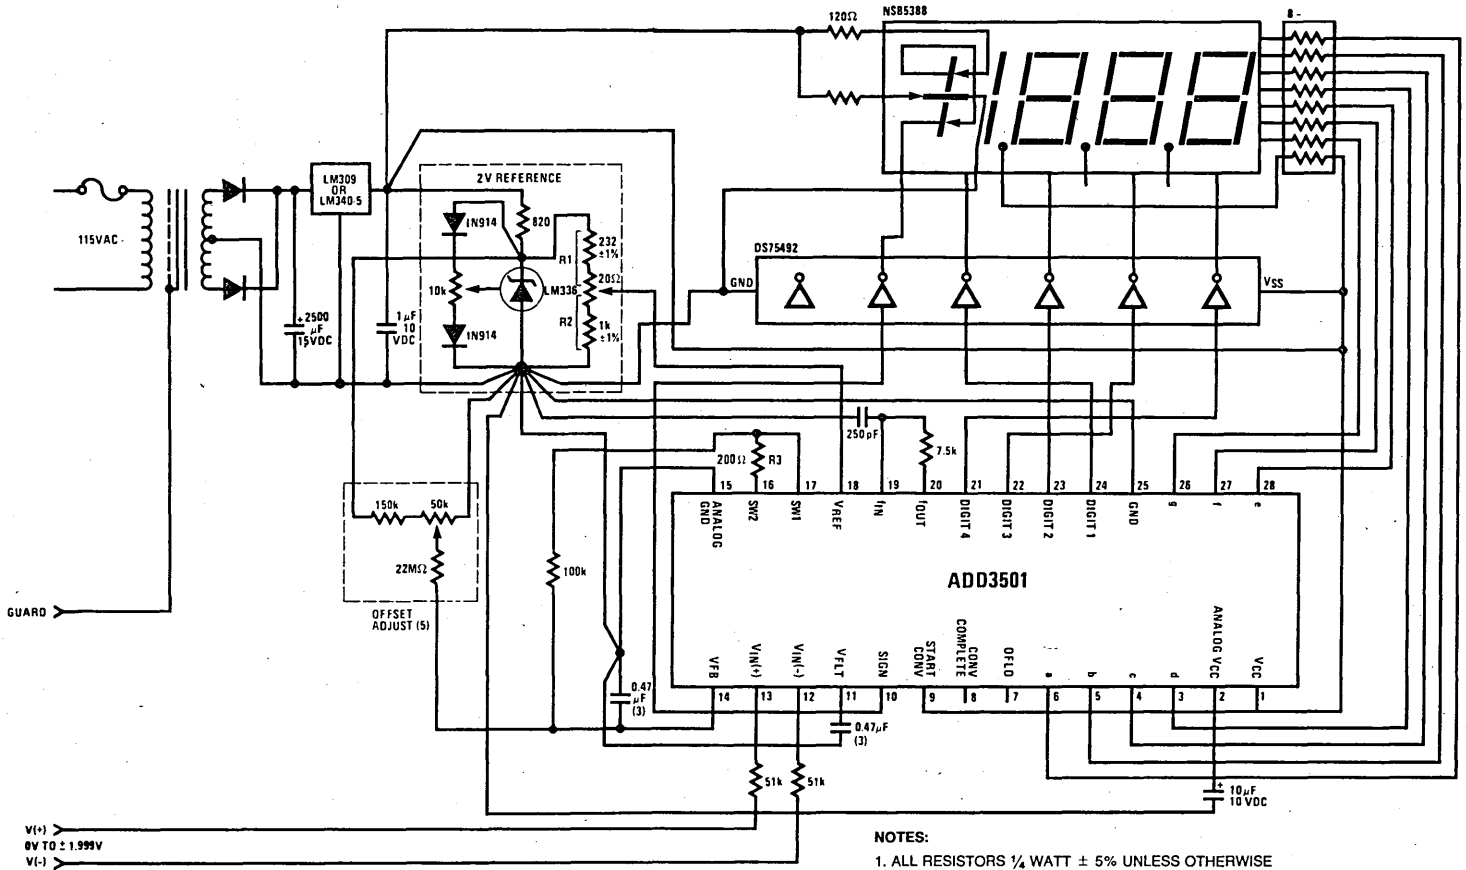 120Ω
NSB5388
8 -
LM309
OR
LM340-5
2V REFERENCE
115VAC
IN914
820
232
±1%
R1
20Ω
10k
LM336
R2
1k
±1%
IN914
+ 2500
μF
15VDC
1μF
10
VDC
DS75492
GND
VSS
250pF
7.5k
200Ω
R3
150k
50k
22MΩ
OFFSET
ADJUST (5)
100k
GUARD
15
16
17
18
19
20
21
22
23
24
25
26
27
28
ANALOG
GND
SW2
SW1
VREF
fIN
fOUT
DIGIT 4
DIGIT 3
DIGIT 2
DIGIT 1
GND
g
f
e
ADD3501
VFB
VIN(+)
VIN(-)
VFLT
SIGN
START
CONV
CONV
COMPLETE
OFLO
a
b
c
d
ANALOG VCC
VCC
14
13
12
11
10
9
8
7
6
5
4
3
2
1
0.47
μF
(3)
0.47μF
(3)
51k
51k
+
10μF
10 VDC
V(+)
0V TO ± 1.999V
V(-)
NOTES:
1. ALL RESISTORS ¼ WATT ± 5% UNLESS OTHERWISE